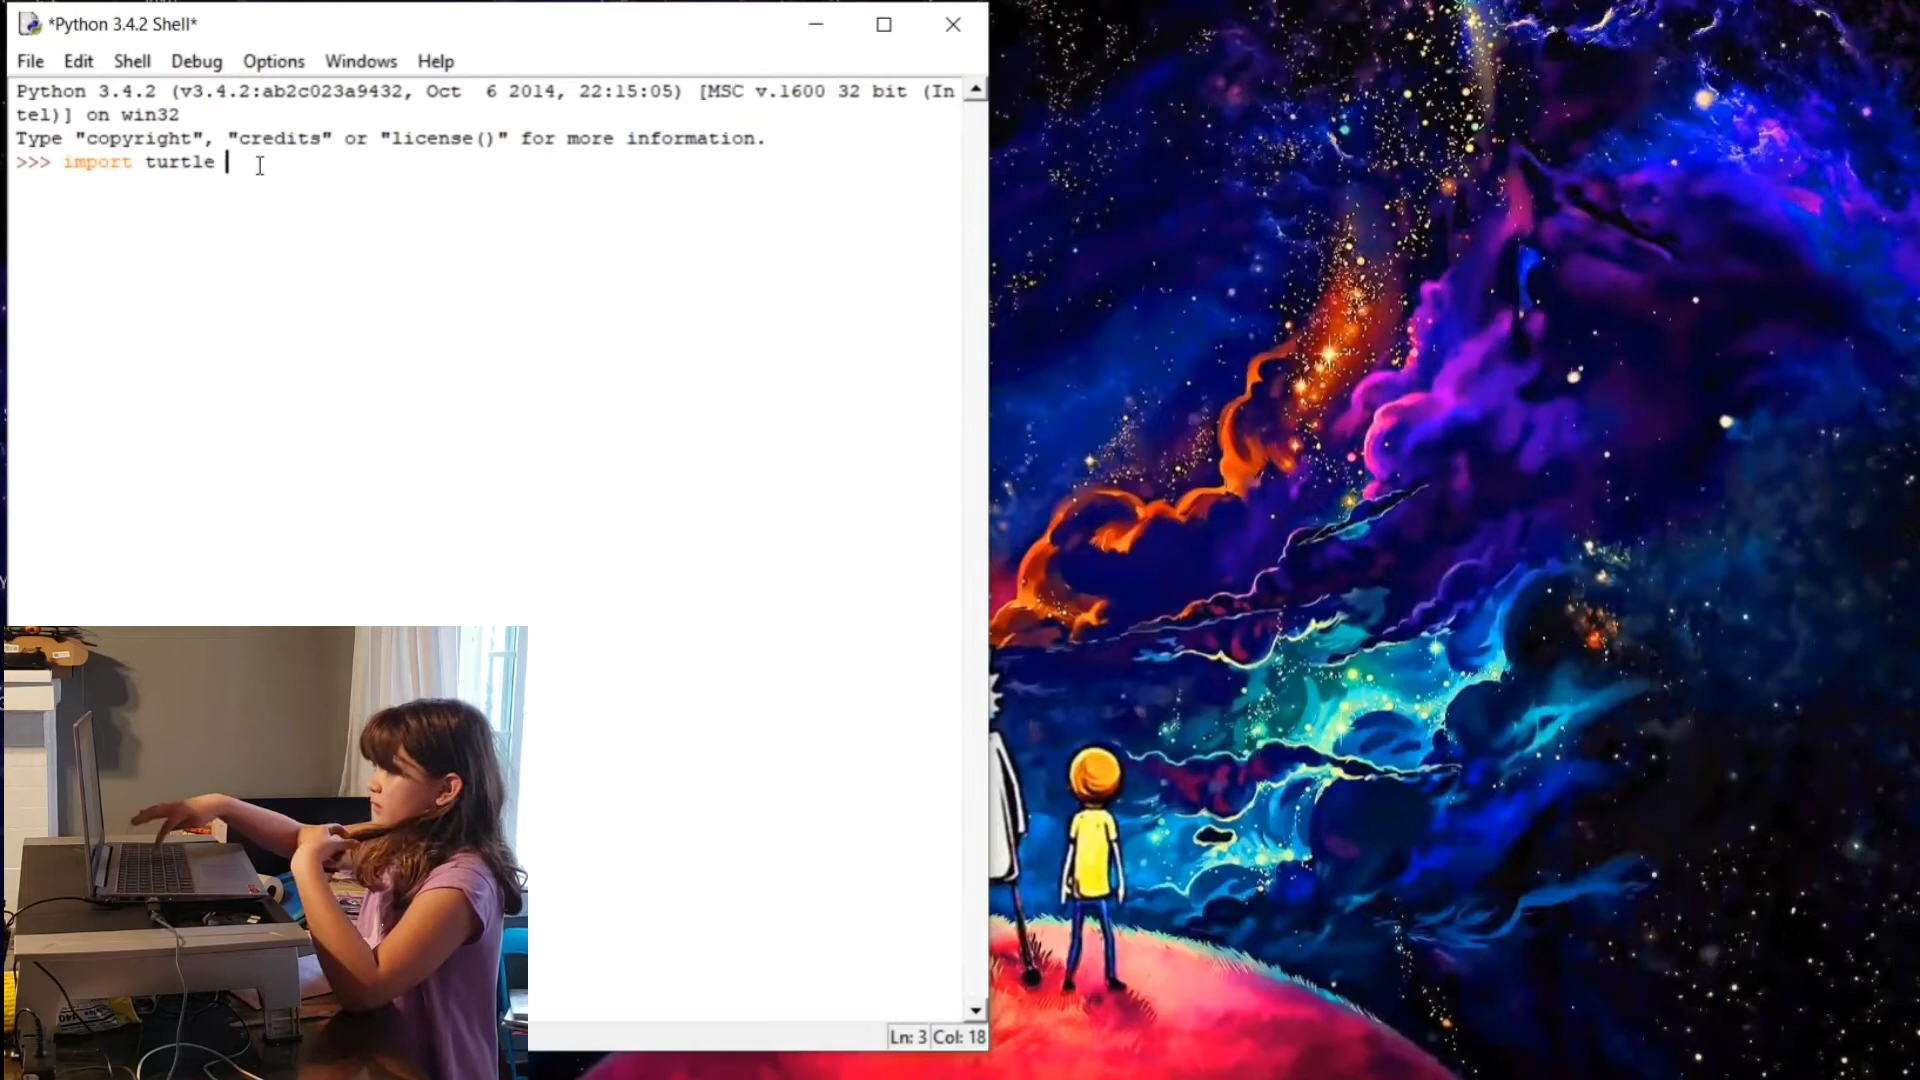 *Python 3.4.2 Shell*
File Edit Shell Debug Options Windows Help
Python 3.4.2 (v3.4.2:ab2c023a9432, Oct  6 2014, 22:15:05) [MSC v.1600 32 bit (In
tel)] on win32
Type "copyright", "credits" or "license()" for more information.
>>> import turtle
Ln: 3 Col: 18